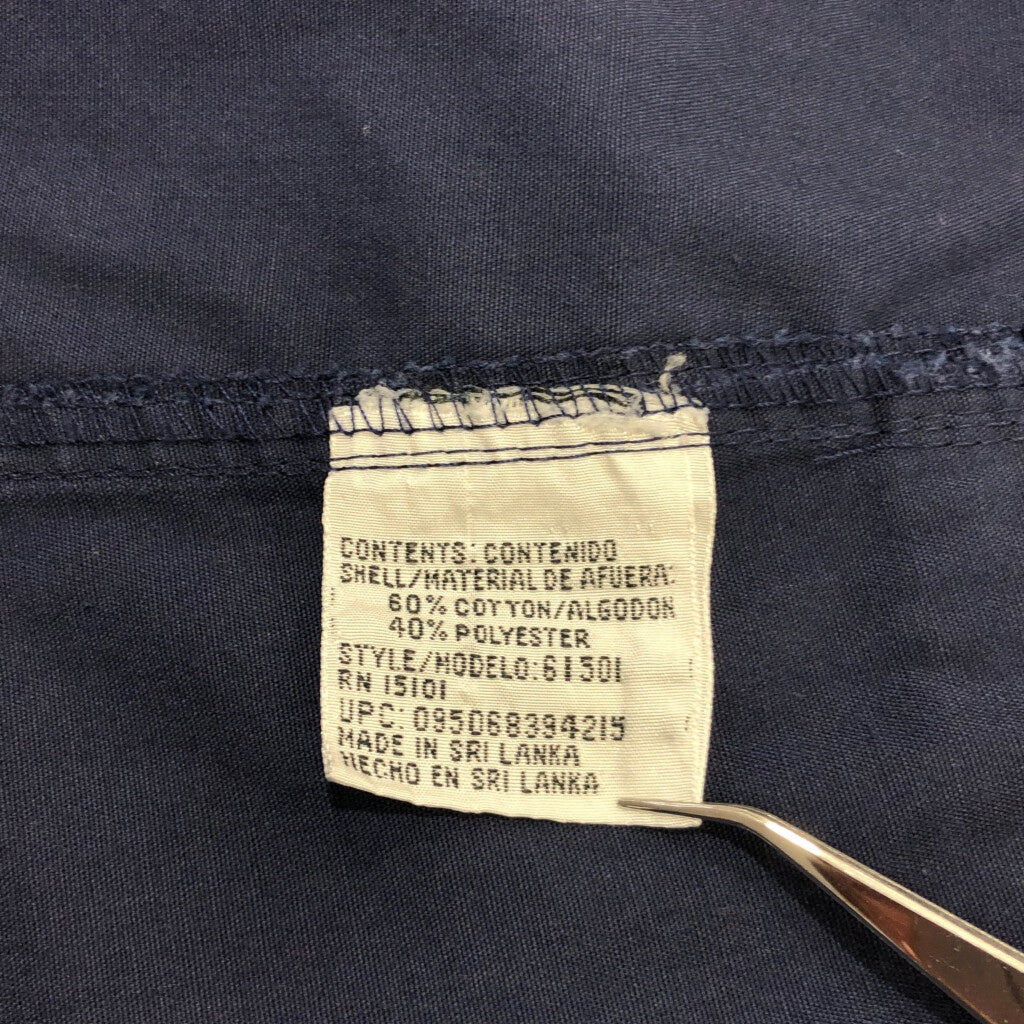 CONTENTS: CONTENIDO
SHELL/MATERIAL DE AFUERA:
60% COTTON/ALGODON
40% POLYESTER
STYLE/MODELO: 61301
RN 15101
UPC: 095068394215
MADE IN SRI LANKA
HECHO EN SRI LANKA